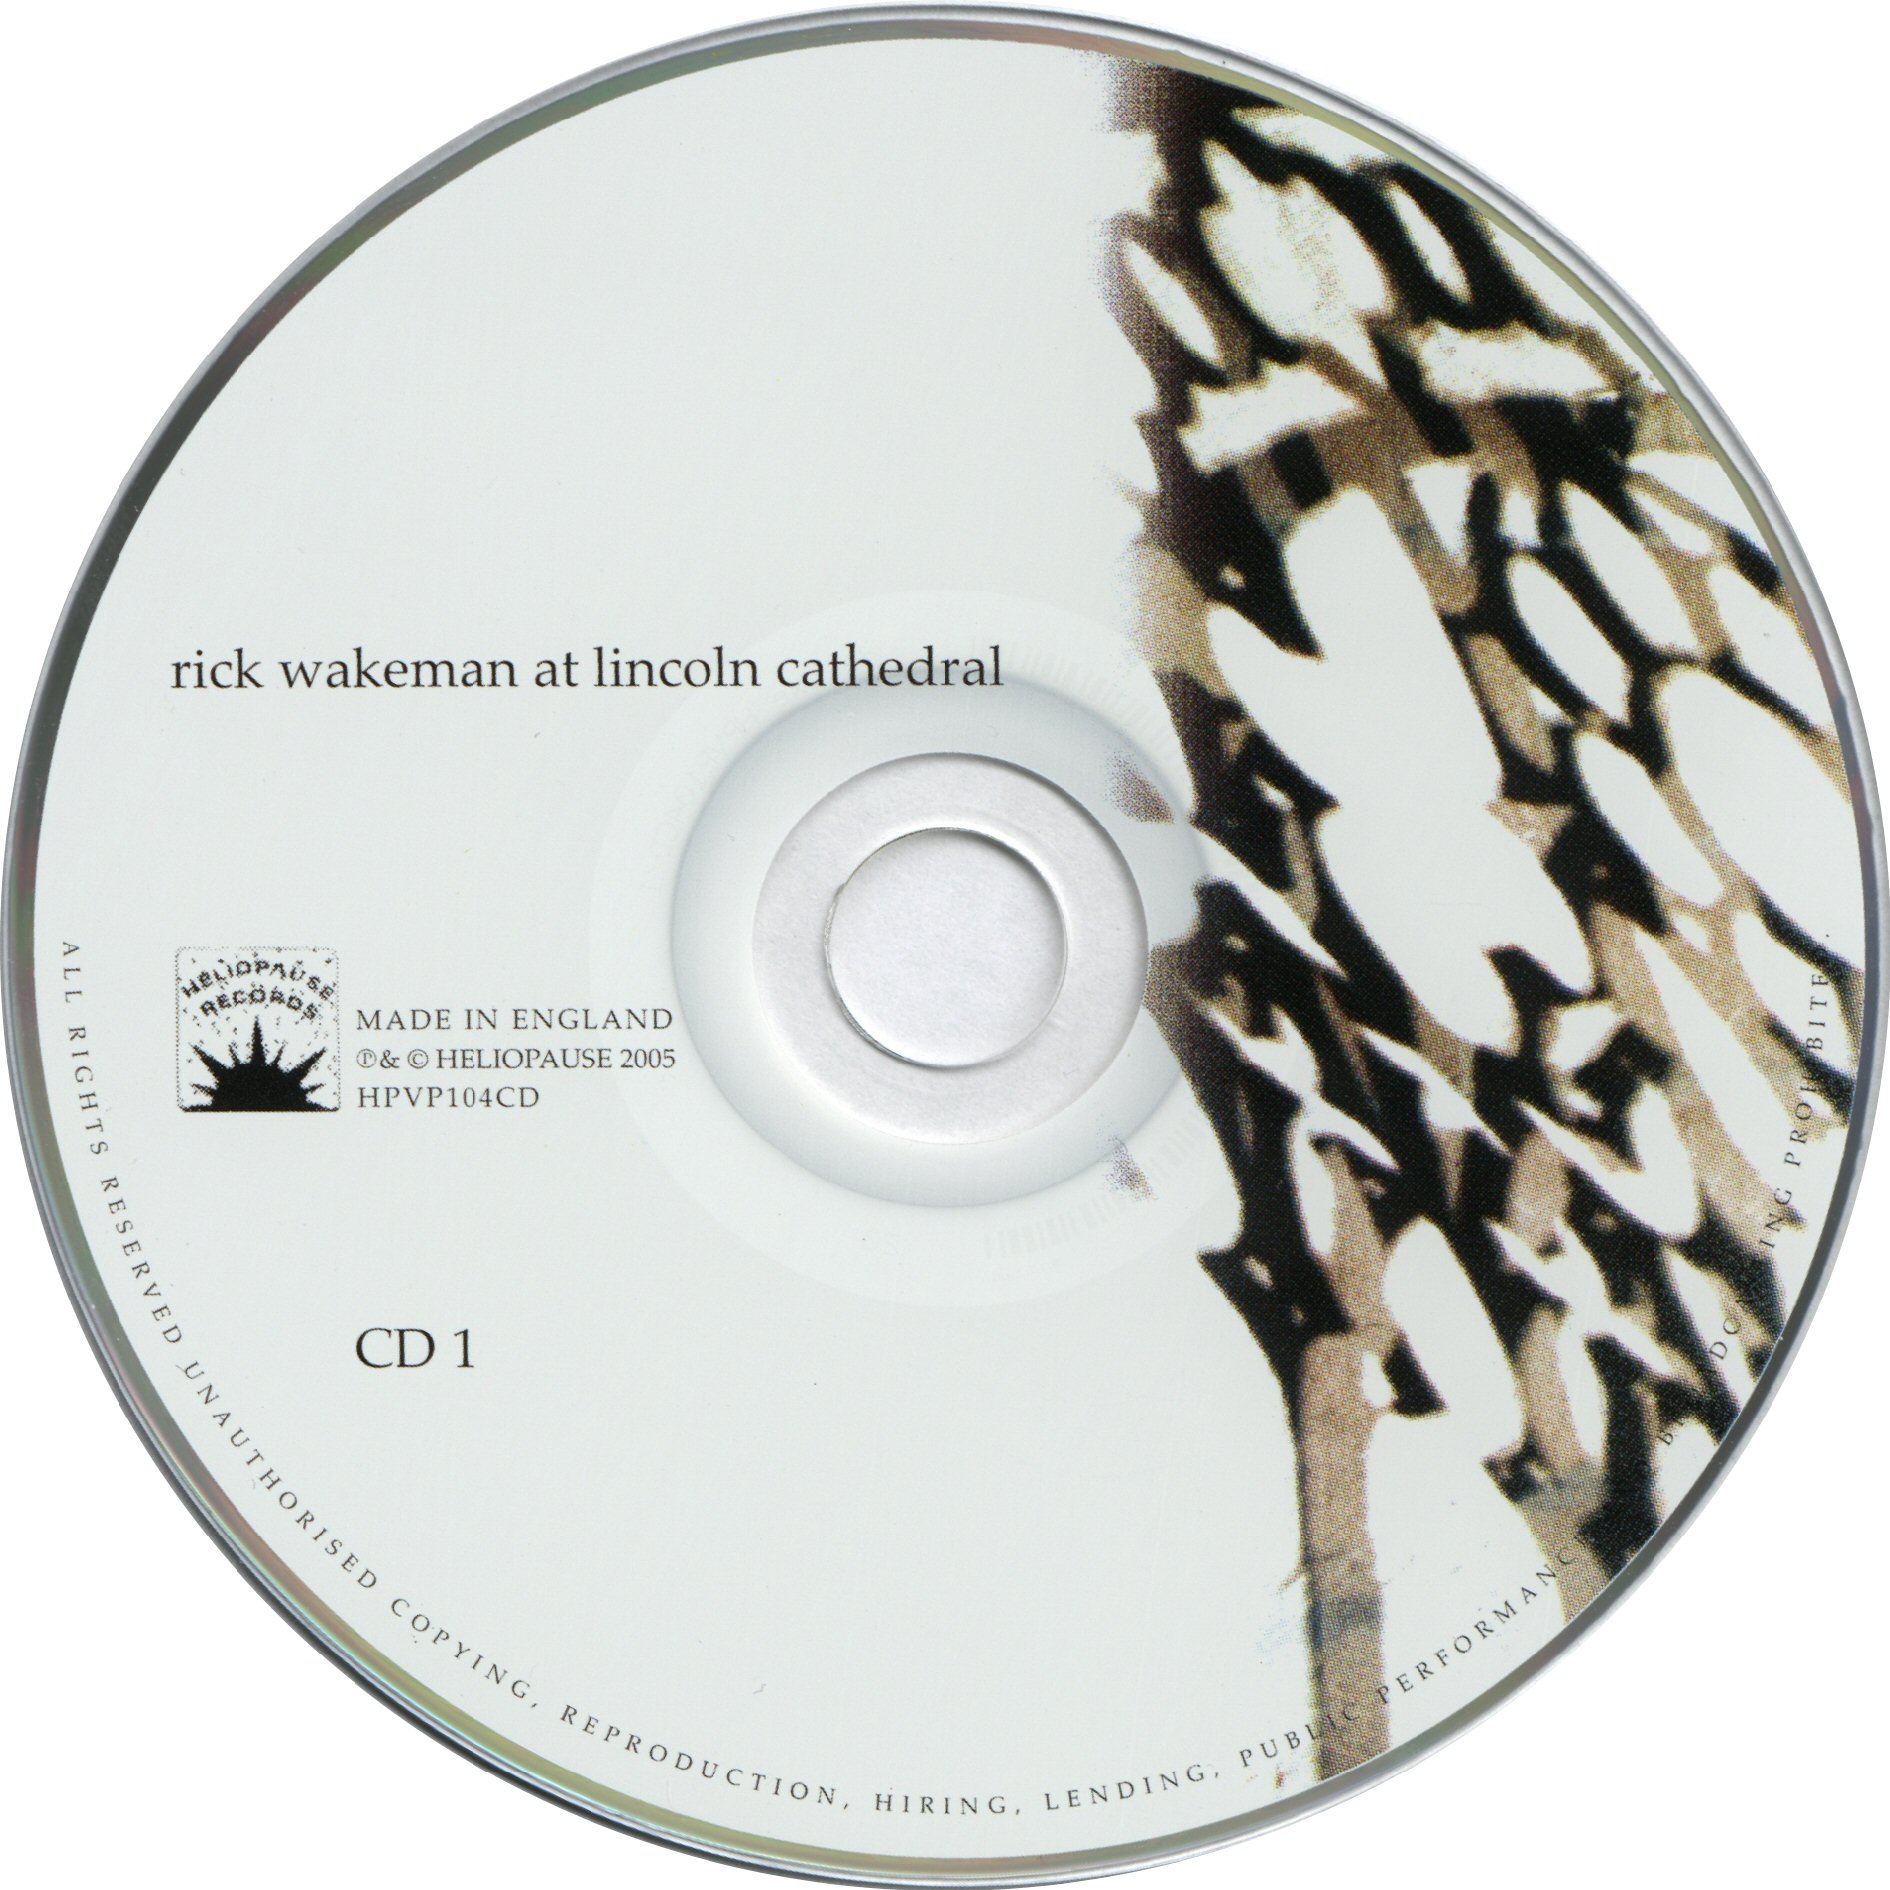 rick wakeman at lincoln cathedral
HELIOPAUSE
RECORDS
MADE IN ENGLAND
℗& © HELIOPAUSE 2005
HPVP104CD
CD 1
ALL RIGHTS RESERVED UNAUTHORISED COPYING, REPRODUCTION, HIRING, LENDING, PUBLIC PERFORMANC